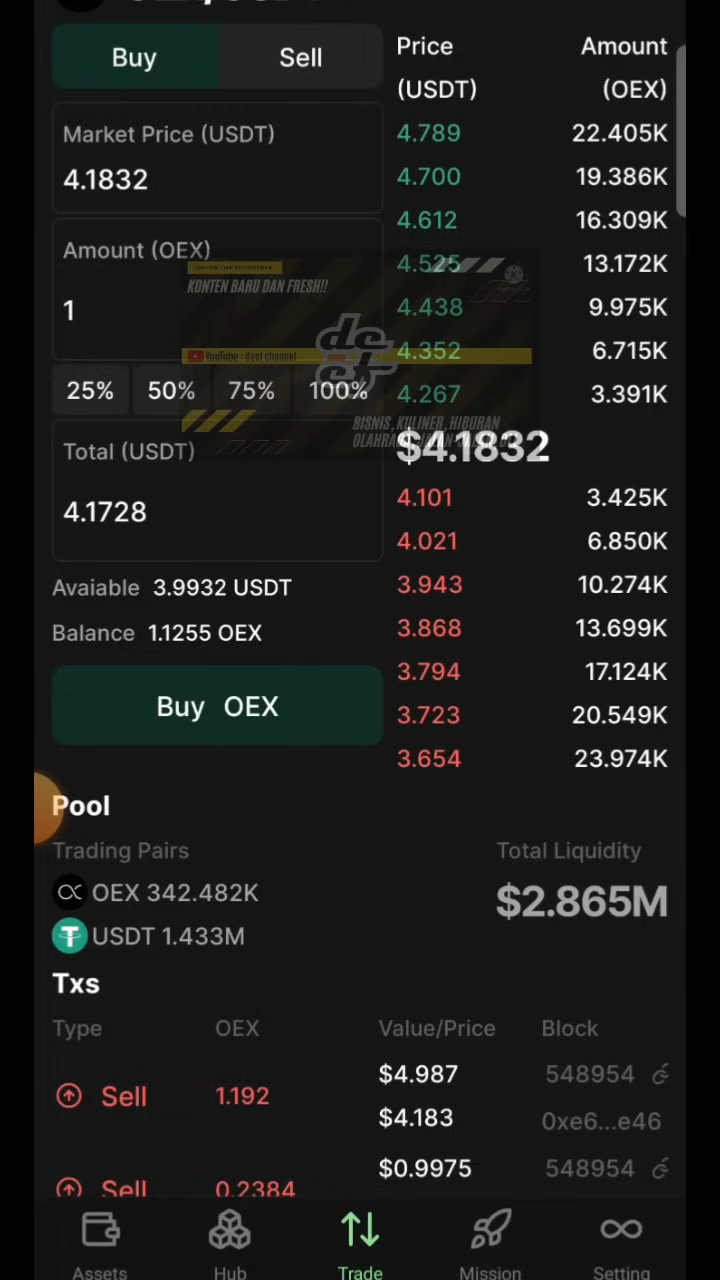 Buy Sell
Market Price (USDT)
4.1832
Amount (OEX)
1
25% 50% 75% 100%
Total (USDT)
4.1728
Avaiable 3.9932 USDT
Balance 1.1255 OEX
Buy OEX
Price Amount
(USDT) (OEX)
4.789 22.405K
4.700 19.386K
4.612 16.309K
4.525 13.172K
4.438 9.975K
4.352 6.715K
4.267 3.391K
$4.1832
4.101 3.425K
4.021 6.850K
3.943 10.274K
3.868 13.699K
3.794 17.124K
3.723 20.549K
3.654 23.974K
KONTEN BARU DAN FRESH!!
YouTube : deat channel
BISNIS, KULINER, HIBURAN
Pool
Trading Pairs Total Liquidity
OEX 342.482K
USDT 1.433M
$2.865M
Txs
Type OEX Value/Price Block
Sell 1.192 $4.987 548954
$4.183 0xe6...e46
Sell 0.2384 $0.9975 548954
Assets Hub Trade Mission Setting